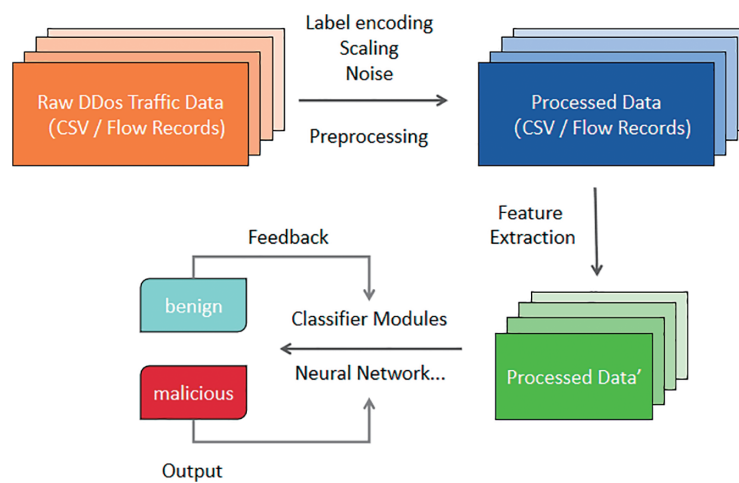 Label encoding
Scaling
Noise
Raw DDos Traffic Data
(CSV / Flow Records)
Preprocessing
Processed Data
(CSV / Flow Records)
Feature
Extraction
Feedback
benign
Classifier Modules
Neural Network...
malicious
Processed Data’
Output